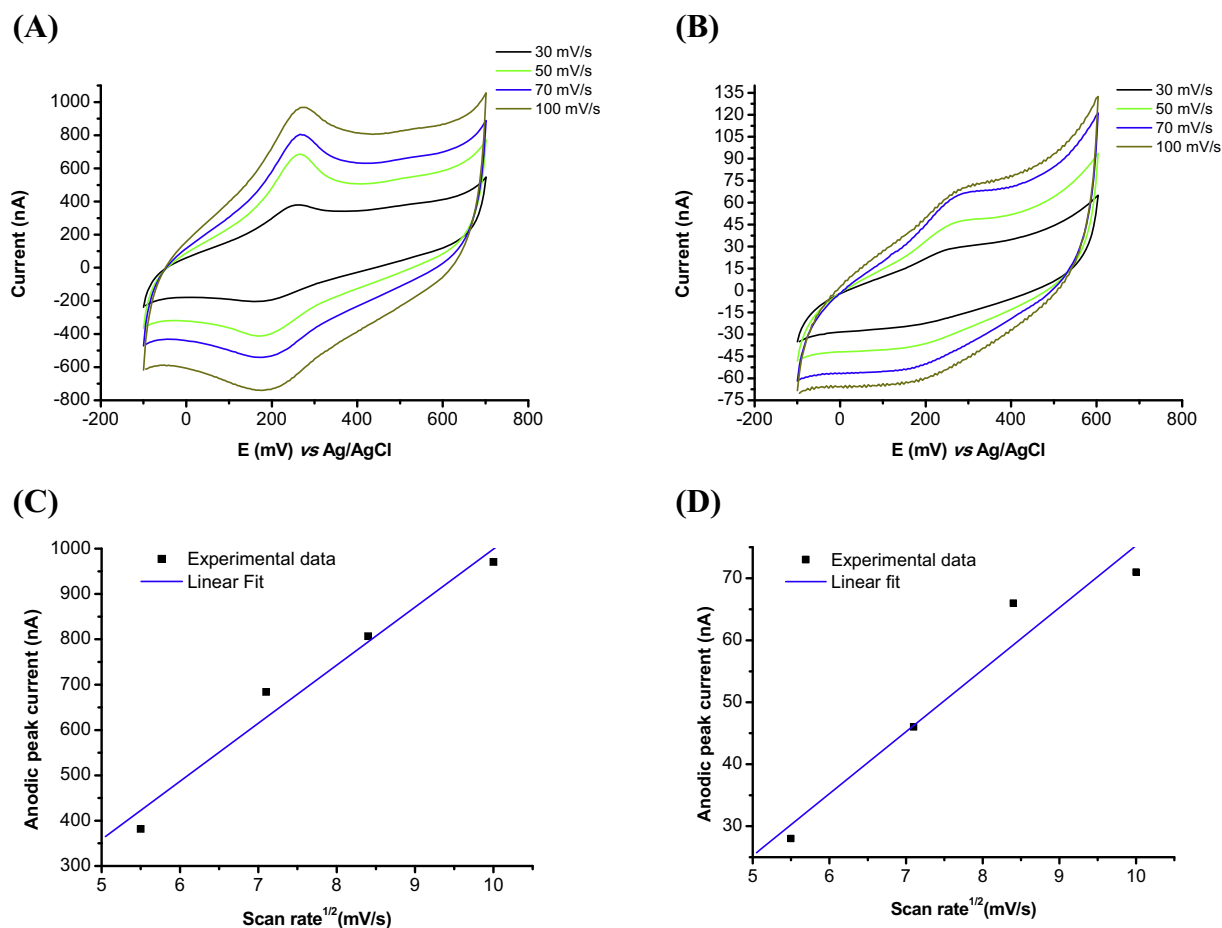 (A)
30 mV/s
50 mV/s
70 mV/s
100 mV/s
1000
800
600
400
200
0
-200
-400
-600
-800
Current (nA)
-200
0
200
400
600
800
E (mV) vs Ag/AgCl
(B)
30 mV/s
50 mV/s
70 mV/s
100 mV/s
135
120
105
90
75
60
45
30
15
0
-15
-30
-45
-60
-75
Current (nA)
-200
0
200
400
600
800
E (mV) vs Ag/AgCl
(C)
Experimental data
Linear Fit
1000
900
800
700
600
500
400
300
Anodic peak current (nA)
5
6
7
8
9
10
Scan rate^1/2(mV/s)
(D)
Experimental data
Linear fit
70
60
50
40
30
Anodic peak current (nA)
5
6
7
8
9
10
Scan rate^1/2(mV/s)